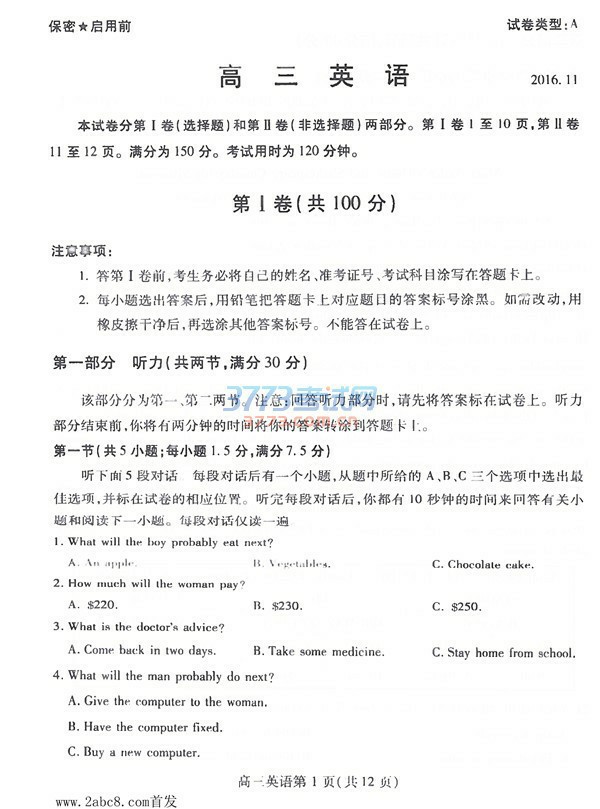 保密★启用前 试卷类型:A
高三英语 2016.11
本试卷分第Ⅰ卷(选择题)和第Ⅱ卷(非选择题)两部分。第Ⅰ卷1至10页,第Ⅱ卷
11至12页。满分为150分。考试用时为120分钟。
第Ⅰ卷(共100分)
注意事项:
1. 答第Ⅰ卷前,考生务必将自己的姓名、准考证号、考试科目涂写在答题卡上。
2. 每小题选出答案后,用铅笔把答题卡上对应题目的答案标号涂黑。如需改动,用
橡皮擦干净后,再选涂其他答案标号。不能答在试卷上。
第一部分 听力(共两节,满分30分)
3773考试网
3773.com.cn
该部分分为第一、第二两节。注意:回答听力部分时,请先将答案标在试卷上。听力
部分结束前,你将有两分钟的时间将你的答案转涂到答题卡上。
第一节(共5小题;每小题1.5分,满分7.5分)
听下面5段对话 每段对话后有一个小题,从题中所给的A、B、C三个选项中选出最
佳选项,并标在试卷的相应位置。听完每段对话后,你都有10秒钟的时间来回答有关小
题和阅读下一小题。每段对话仅读一遍
1. What will the boy probably eat next?
A. An apple. B. Vegetables. C. Chocolate cake.
2. How much will the woman pay?
A. $220. B. $230. C. $250.
3. What is the doctor's advice?
A. Come back in two days. B. Take some medicine. C. Stay home from school.
4. What will the man probably do next?
A. Give the computer to the woman.
B. Have the computer fixed.
C. Buy a new computer.
高三英语第1页(共12页)
www.2abc8.com首发